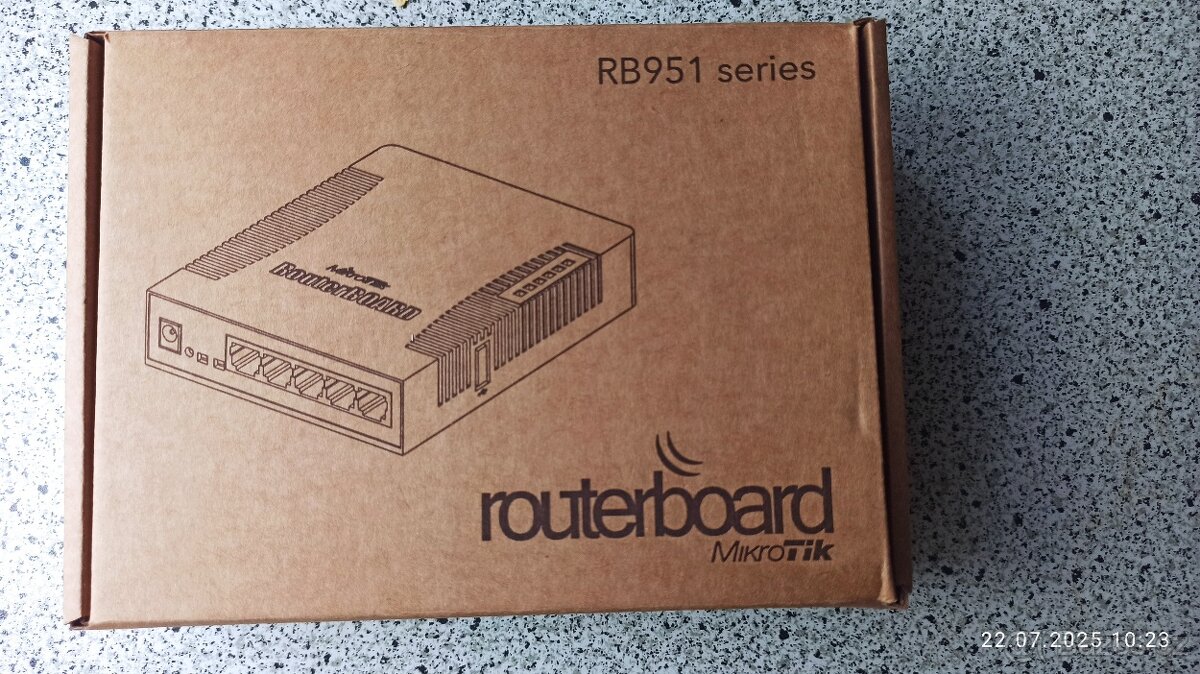 RB951 series
MikroTik
RouterBOARD
routerboard
MikroTik
22.07.2025 10:23